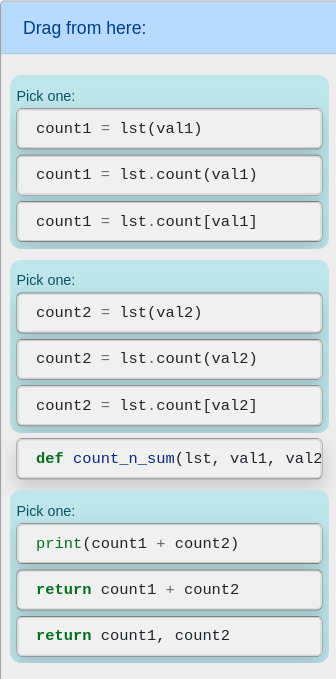 Drag from here:
Pick one:
count1 = lst(val1)
count1 = lst.count(val1)
count1 = lst.count[val1]
Pick one:
count2 = lst(val2)
count2 = lst.count(val2)
count2 = lst.count[val2]
def count_n_sum(lst, val1, val2
Pick one:
print(count1 + count2)
return count1 + count2
return count1, count2